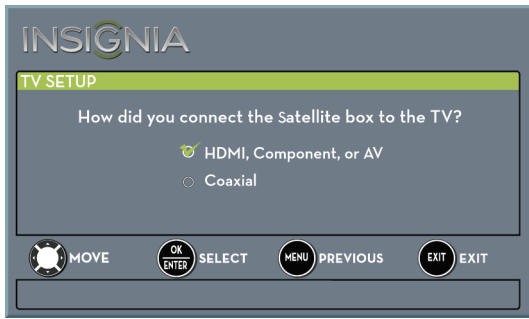 INSIGNIA
TV SETUP
How did you connect the Satellite box to the TV?
HDMI, Component, or AV
Coaxial
MOVE
OK
ENTER
SELECT
MENU
PREVIOUS
EXIT
EXIT